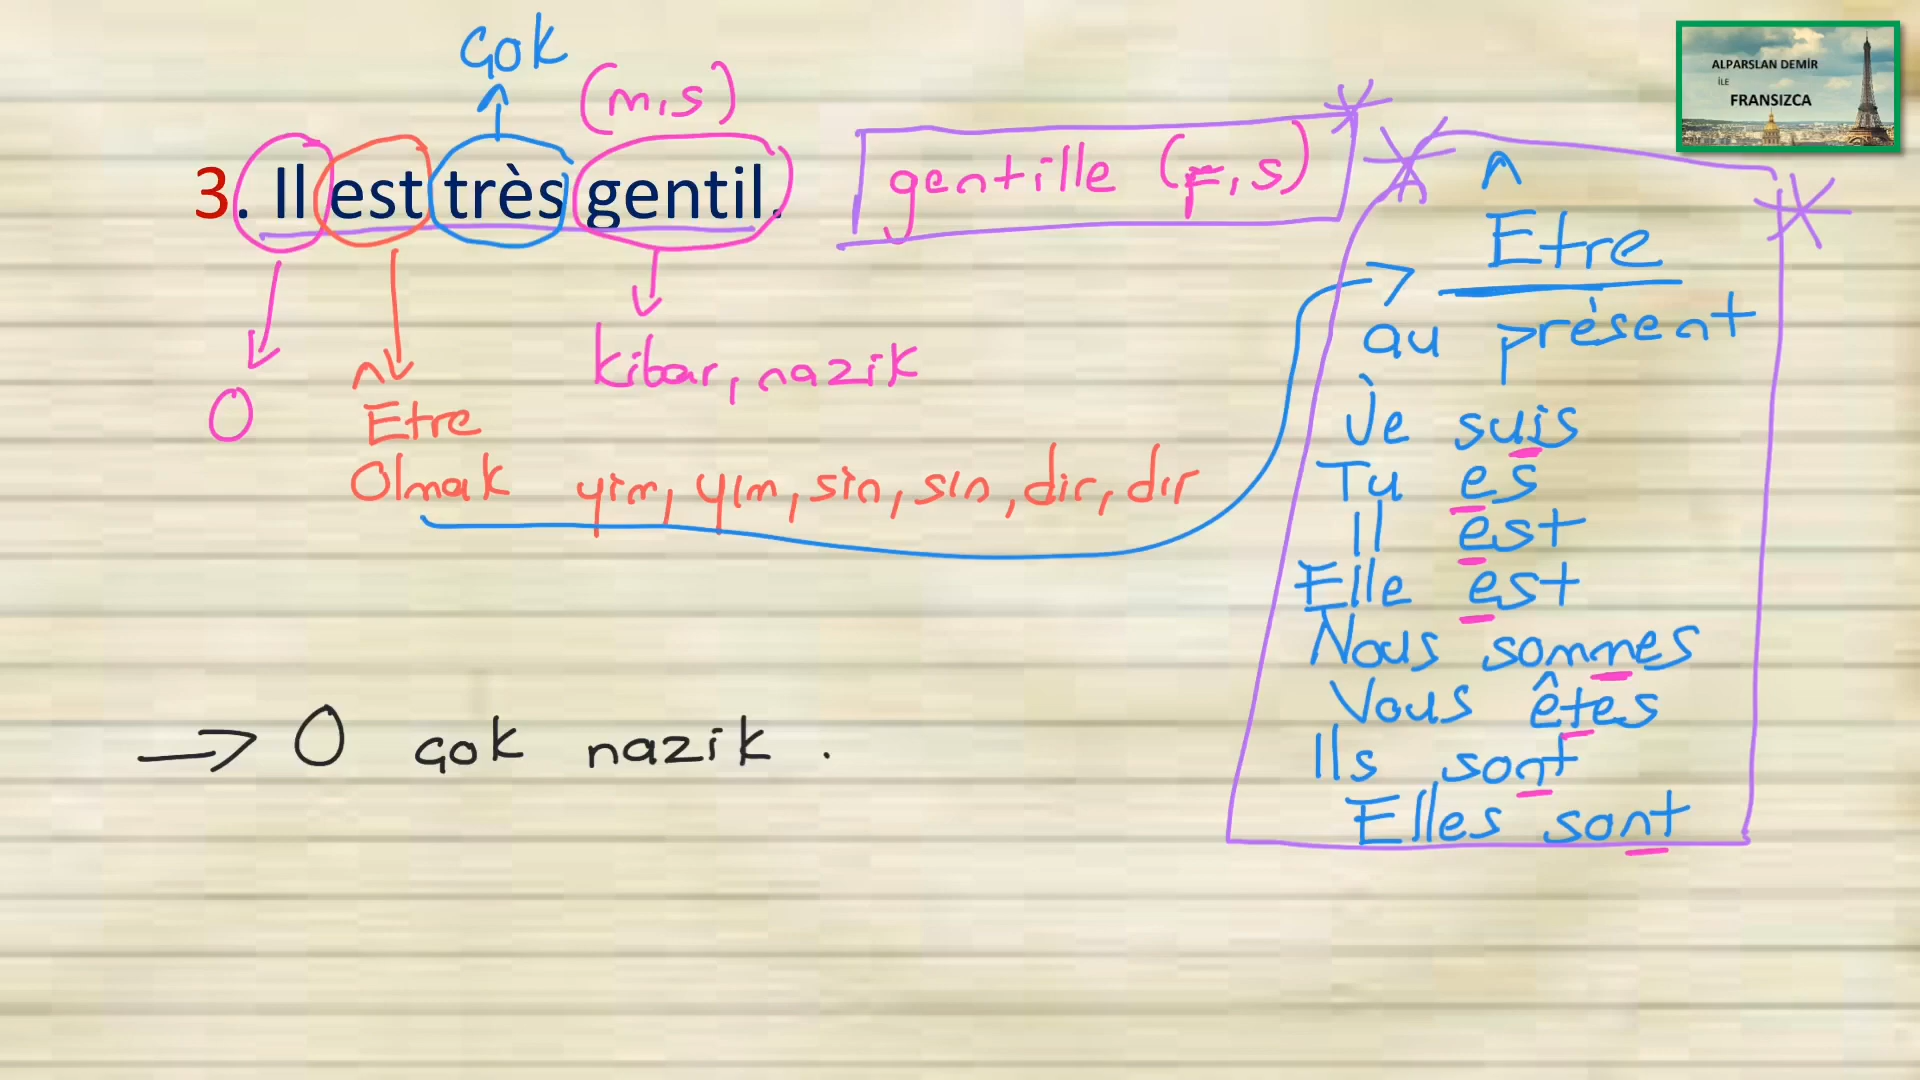 çok
(m,s)
3. Il est très gentil.
gentille (F,s)
O
Être
Olmak yim, yım, sin, sın, dir, dır
kibar, nazik
→ O çok nazik .
Être
au présent
Je suis
Tu es
Il est
Elle est
Nous sommes
Vous êtes
Ils sont
Elles sont
ALPARSLAN DEMİR
İLE
FRANSIZCA